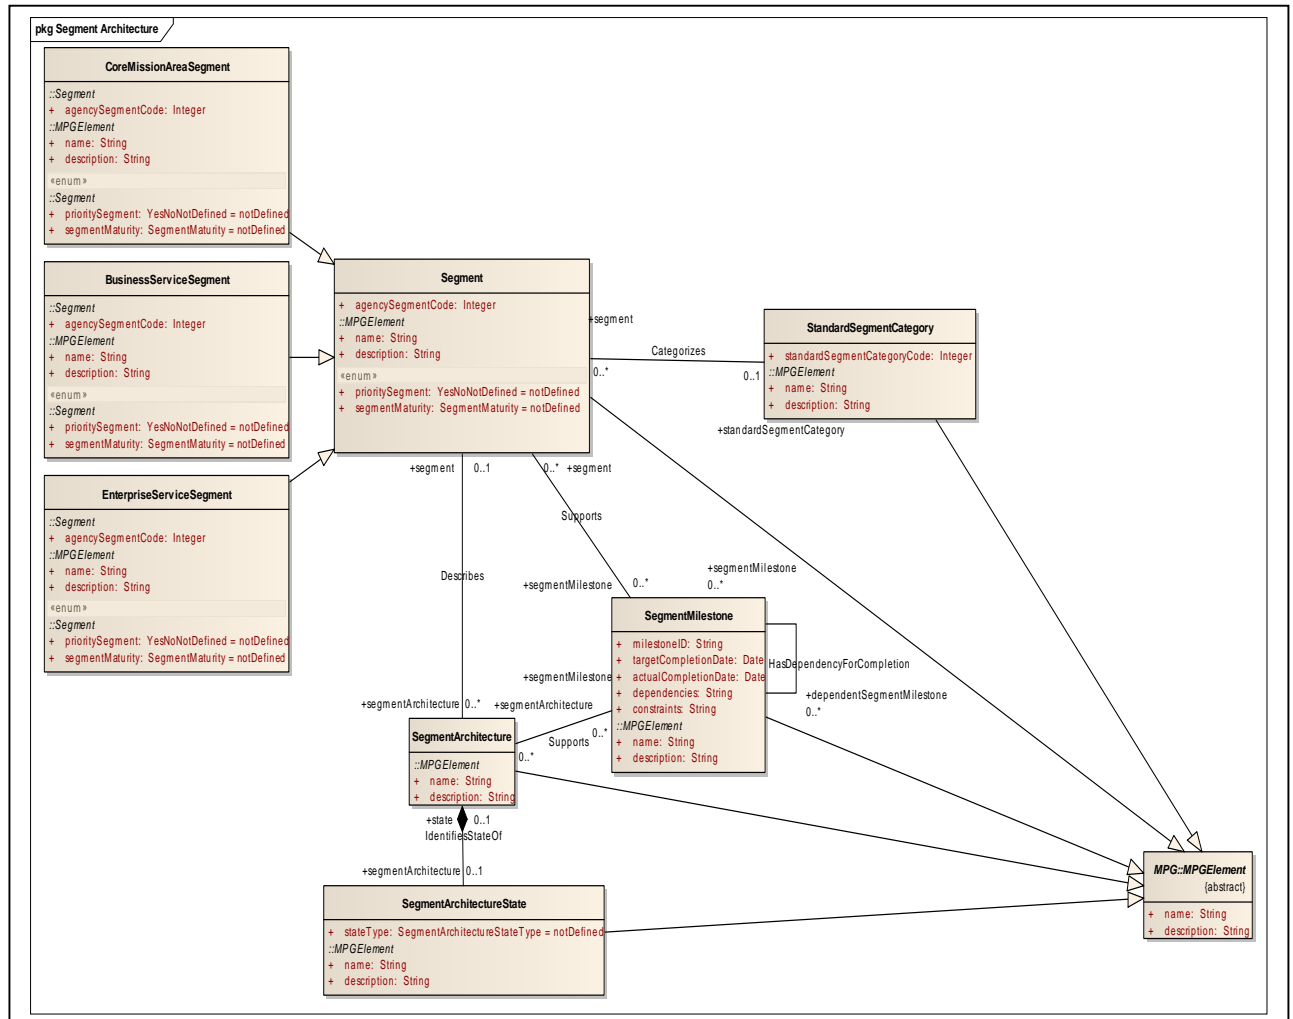 pkg Segment Architecture
CoreMissionAreaSegment
::Segment
+ agencySegmentCode: Integer
::MPGElement
+ name: String
+ description: String
«enum»
::Segment
+ prioritySegment: YesNoNotDefined = notDefined
+ segmentMaturity: SegmentMaturity = notDefined
BusinessServiceSegment
::Segment
+ agencySegmentCode: Integer
::MPGElement
+ name: String
+ description: String
«enum»
::Segment
+ prioritySegment: YesNoNotDefined = notDefined
+ segmentMaturity: SegmentMaturity = notDefined
EnterpriseServiceSegment
::Segment
+ agencySegmentCode: Integer
::MPGElement
+ name: String
+ description: String
«enum»
::Segment
+ prioritySegment: YesNoNotDefined = notDefined
+ segmentMaturity: SegmentMaturity = notDefined
Segment
+ agencySegmentCode: Integer
::MPGElement
+ name: String
+ description: String
«enum»
+ prioritySegment: YesNoNotDefined = notDefined
+ segmentMaturity: SegmentMaturity = notDefined
+segment
Categorizes
0..*
0..1
+standardSegmentCategory
StandardSegmentCategory
+ standardSegmentCategoryCode: Integer
::MPGElement
+ name: String
+ description: String
+segment 0..1
0..* +segment
Supports
Describes
+segmentMilestone 0..*
+segmentMilestone
0..*
SegmentMilestone
+ milestoneID: String
+ targetCompletionDate: Date
+ actualCompletionDate: Date
+ dependencies: String
+ constraints: String
::MPGElement
+ name: String
+ description: String
HasDependencyForCompletion
+dependentSegmentMilestone
0..*
+segmentMilestone
+segmentArchitecture 0..*
+segmentArchitecture
0..*
Supports
0..*
SegmentArchitecture
::MPGElement
+ name: String
+ description: String
+state 0..1
IdentifiesStateOf
+segmentArchitecture 0..1
SegmentArchitectureState
+ stateType: SegmentArchitectureStateType = notDefined
::MPGElement
+ name: String
+ description: String
MPG::MPGElement
{abstract}
+ name: String
+ description: String